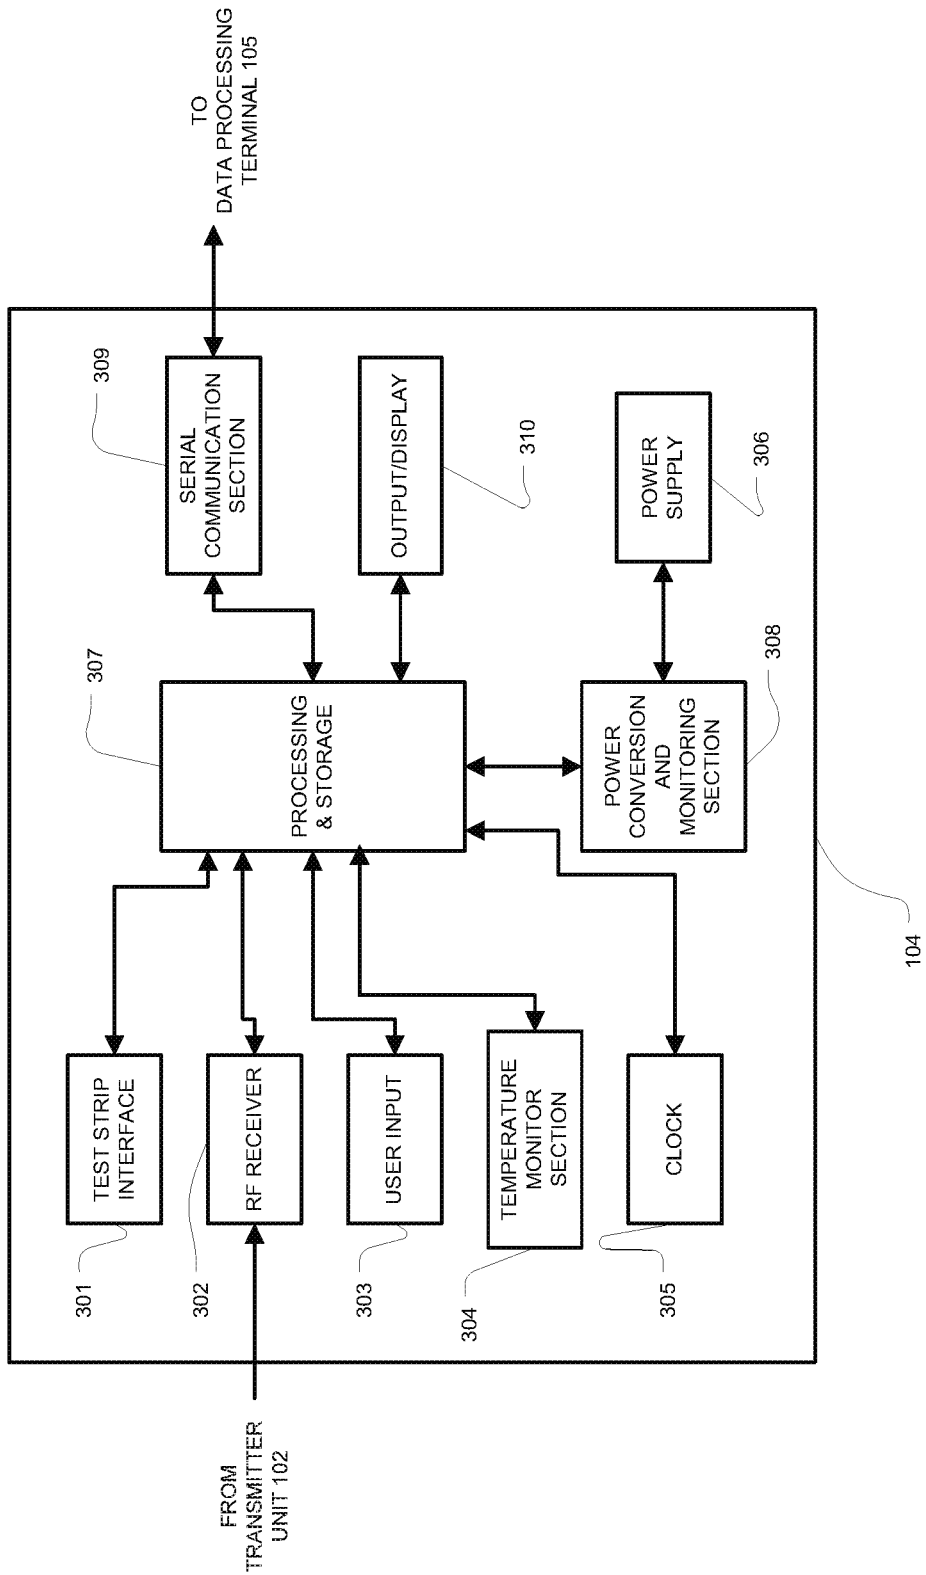 TO
DATA PROCESSING
TERMINAL 105
309
SERIAL
COMMUNICATION
SECTION
OUTPUT/DISPLAY
310
POWER
SUPPLY
306
307
PROCESSING
& STORAGE
POWER
CONVERSION
AND
MONITORING
SECTION
308
TEST STRIP
INTERFACE
301
RF RECEIVER
302
USER INPUT
303
TEMPERATURE
MONITOR
SECTION
304
CLOCK
305
104
FROM
TRANSMITTER
UNIT 102